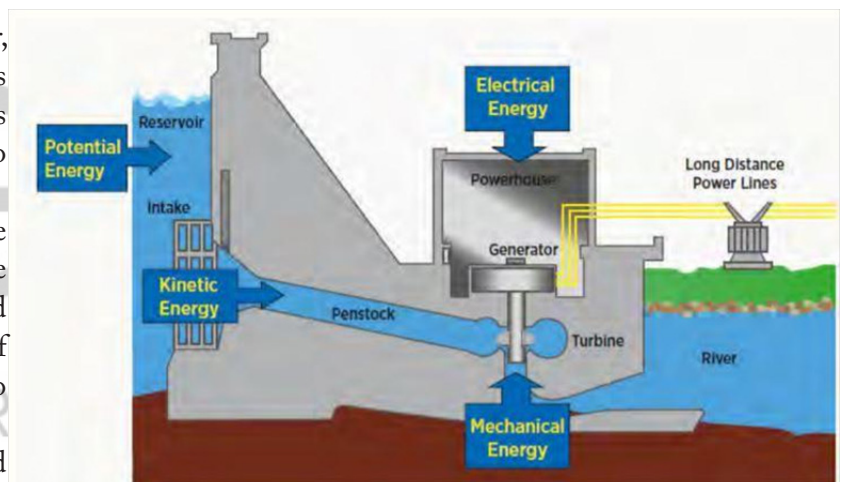 Reservoir
Potential
Energy
Intake
Kinetic
Energy
Penstock
Electrical
Energy
Powerhouse
Generator
Turbine
Mechanical
Energy
Long Distance
Power Lines
River